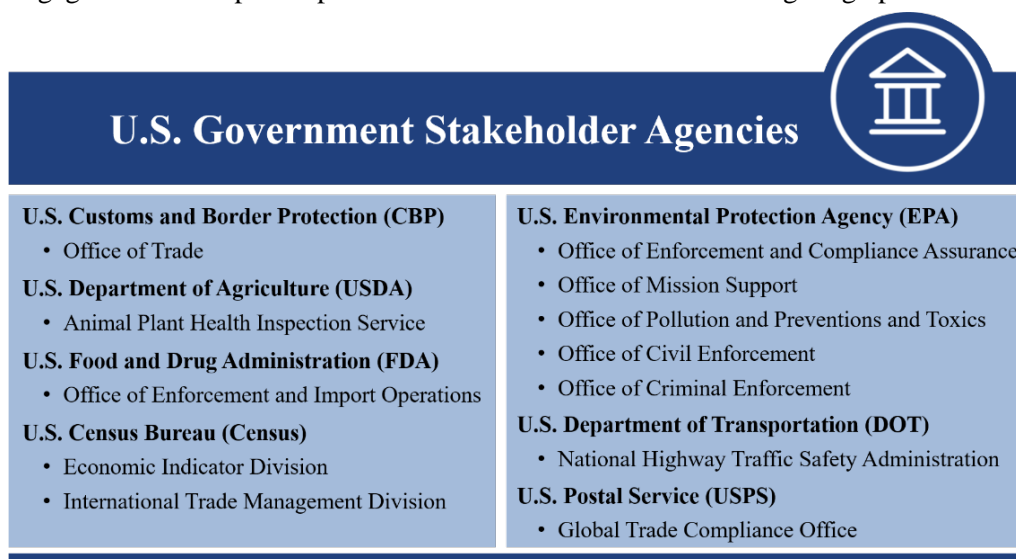 U.S. Government Stakeholder Agencies
U.S. Customs and Border Protection (CBP)
• Office of Trade
U.S. Department of Agriculture (USDA)
• Animal Plant Health Inspection Service
U.S. Food and Drug Administration (FDA)
• Office of Enforcement and Import Operations
U.S. Census Bureau (Census)
• Economic Indicator Division
• International Trade Management Division
U.S. Environmental Protection Agency (EPA)
• Office of Enforcement and Compliance Assurance
• Office of Mission Support
• Office of Pollution and Preventions and Toxics
• Office of Civil Enforcement
• Office of Criminal Enforcement
U.S. Department of Transportation (DOT)
• National Highway Traffic Safety Administration
U.S. Postal Service (USPS)
• Global Trade Compliance Office